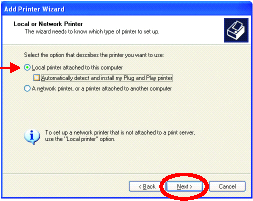 Add Printer Wizard
Local or Network Printer
The wizard needs to know which type of printer to set up.
Select the option that describes the printer you want to use:
Local printer attached to this computer
Automatically detect and install my Plug and Play printer
A network printer, or a printer attached to another computer
To set up a network printer that is not attached to a print server,
use the "Local printer" option.
< Back
Next >
Cancel